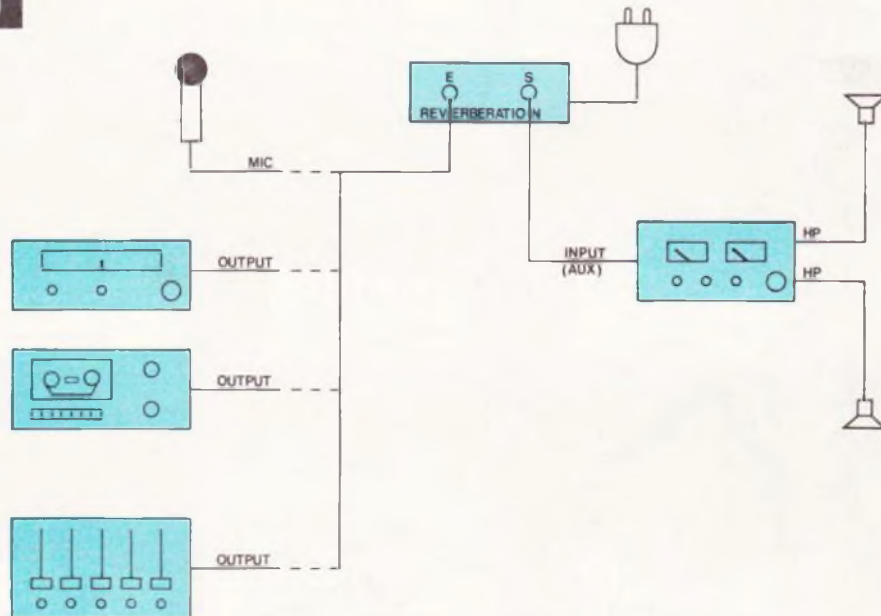 E S
REVERBERATION
MIC
OUTPUT
INPUT
(AUX)
HP
HP
OUTPUT
OUTPUT